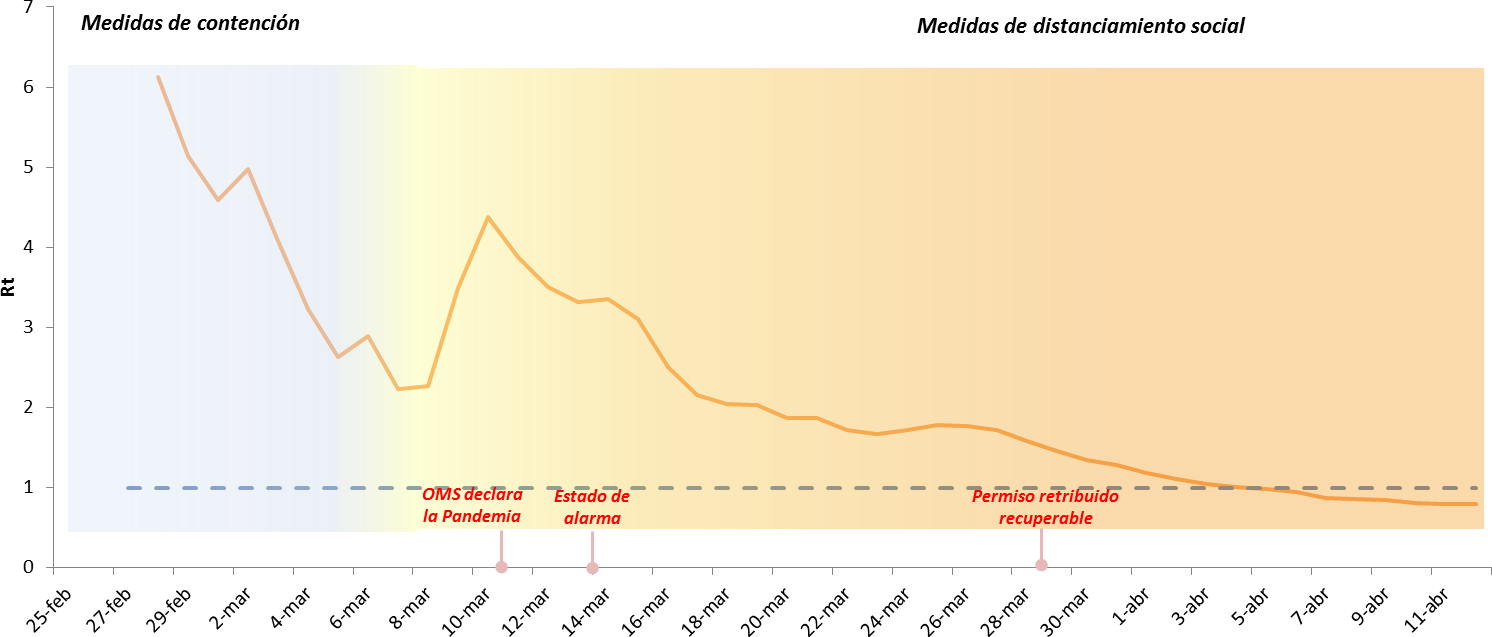 7
Medidas de contención
Medidas de distanciamiento social
6
5
4
3
2
1
0
Rt
OMS declara
la Pandemia
Estado de
alarma
Permiso retribuido
recuperable
25-feb
27-feb
29-feb
2-mar
4-mar
6-mar
8-mar
10-mar
12-mar
14-mar
16-mar
18-mar
20-mar
22-mar
24-mar
26-mar
28-mar
30-mar
1-abr
3-abr
5-abr
7-abr
9-abr
11-abr